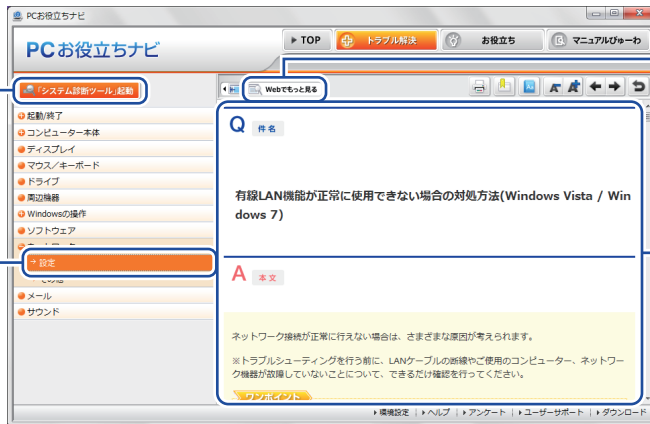 PCお役立ちナビ
PCお役立ちナビ
TOP
トラブル解決
お役立ち
マニュアルびゅーわ
「システム診断ツール」起動
Webでもっと見る
起動/終了
コンピューター本体
ディスプレイ
マウス/キーボード
ドライブ
周辺機器
Windowsの操作
ソフトウェア
設定
メール
サウンド
Q 件名
有線LAN機能が正常に使用できない場合の対処方法(Windows Vista / Win
dows 7)
A 本文
ネットワーク接続が正常に行えない場合は、さまざまな原因が考えられます。
※トラブルシューティングを行う前に、LANケーブルの断線やご使用のコンピューター、ネットワー
ク機器が故障していないことについて、できるだけ確認を行ってください。
ワンポイント
環境設定 | ヘルプ | アンケート | ユーザーサポート | ダウンロード